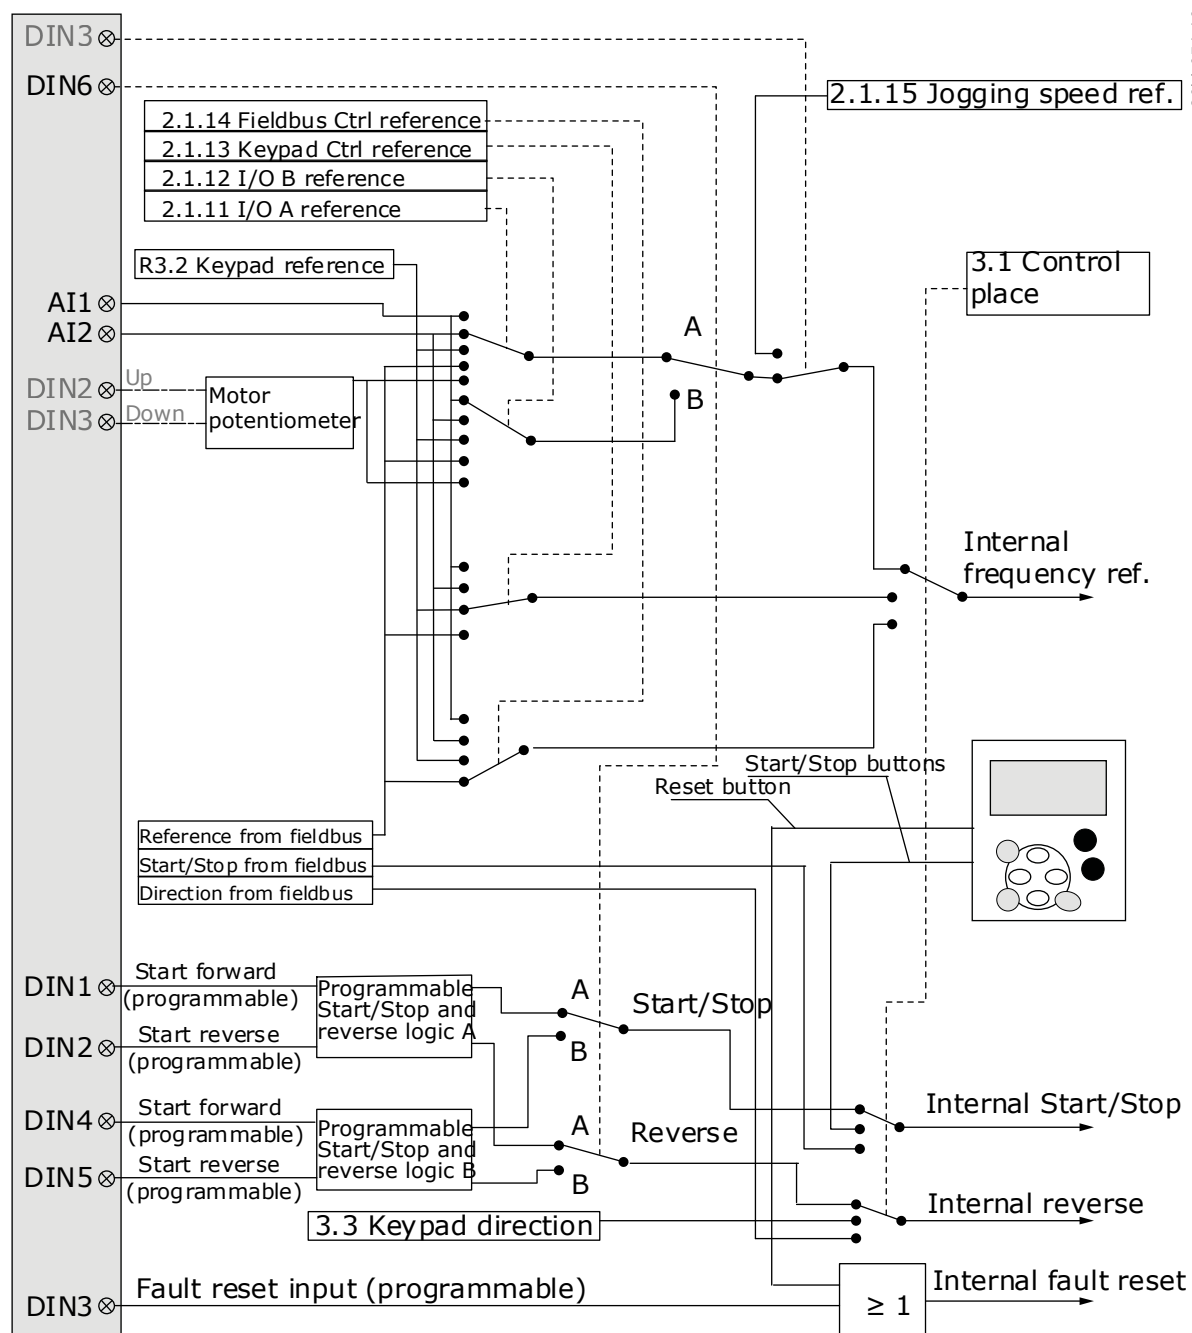 DIN3
DIN6
2.1.15 Jogging speed ref.
2.1.14 Fieldbus Ctrl reference
2.1.13 Keypad Ctrl reference
2.1.12 I/O B reference
2.1.11 I/O A reference
R3.2 Keypad reference
3.1 Control
place
AI1
AI2
A
B
DIN2
Up
DIN3
Down
Motor
potentiometer
Internal
frequency ref.
Start/Stop buttons
Reset button
Reference from fieldbus
Start/Stop from fieldbus
Direction from fieldbus
DIN1
Start forward
(programmable)
Programmable
Start/Stop and
reverse logic A
A
B
Start/Stop
DIN2
Start reverse
(programmable)
DIN4
Start forward
(programmable)
Programmable
Start/Stop and
reverse logic B
A
B
Reverse
DIN5
Start reverse
(programmable)
Internal Start/Stop
3.3 Keypad direction
Internal reverse
DIN3
Fault reset input (programmable)
≥ 1
Internal fault reset